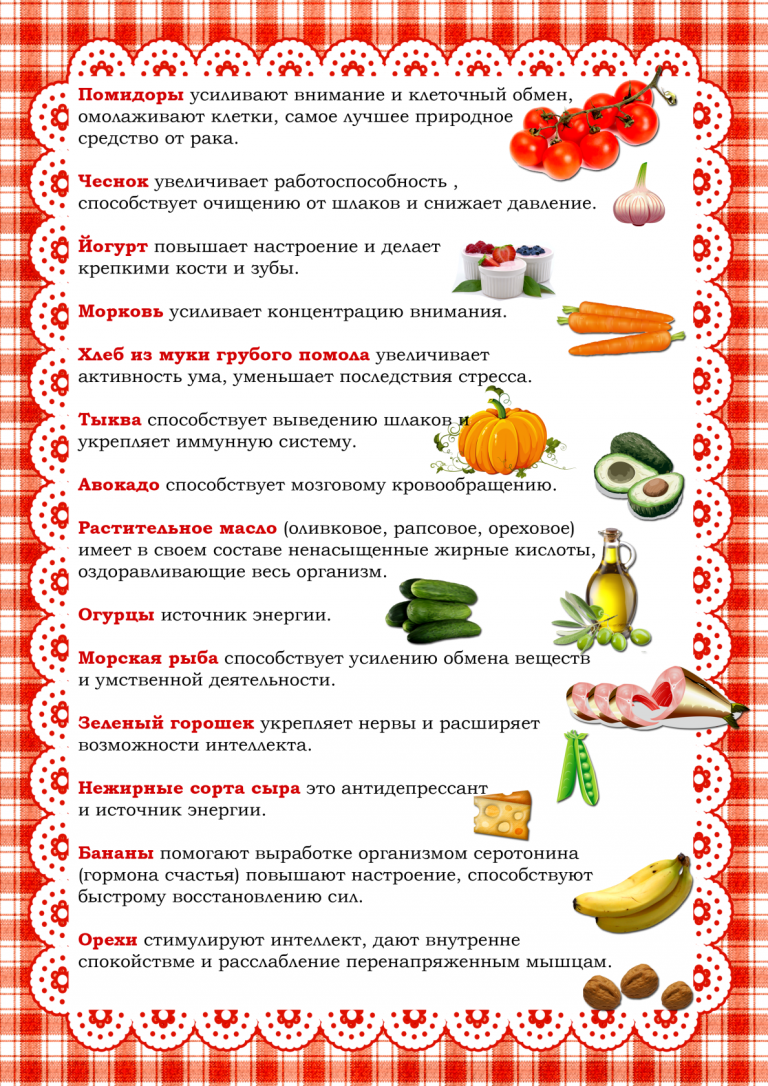 Помидоры усиливают внимание и клеточный обмен,
омолаживают клетки, самое лучшее природное
средство от рака.
Чеснок увеличивает работоспособность ,
способствует очищению от шлаков и снижает давление.
Йогурт повышает настроение и делает
крепкими кости и зубы.
Морковь усиливает концентрацию внимания.
Хлеб из муки грубого помола увеличивает
активность ума, уменьшает последствия стресса.
Тыква способствует выведению шлаков и
укрепляет иммунную систему.
Авокадо способствует мозговому кровообращению.
Растительное масло (оливковое, рапсовое, ореховое)
имеет в своем составе ненасыщенные жирные кислоты,
оздоравливающие весь организм.
Огурцы источник энергии.
Морская рыба способствует усилению обмена веществ
и умственной деятельности.
Зеленый горошек укрепляет нервы и расширяет
возможности интеллекта.
Нежирные сорта сыра это антидепрессант
и источник энергии.
Бананы помогают выработке организмом серотонина
(гормона счастья) повышают настроение, способствуют
быстрому восстановлению сил.
Орехи стимулируют интеллект, дают внутренне
спокойствме и расслабление перенапряженным мышцам.